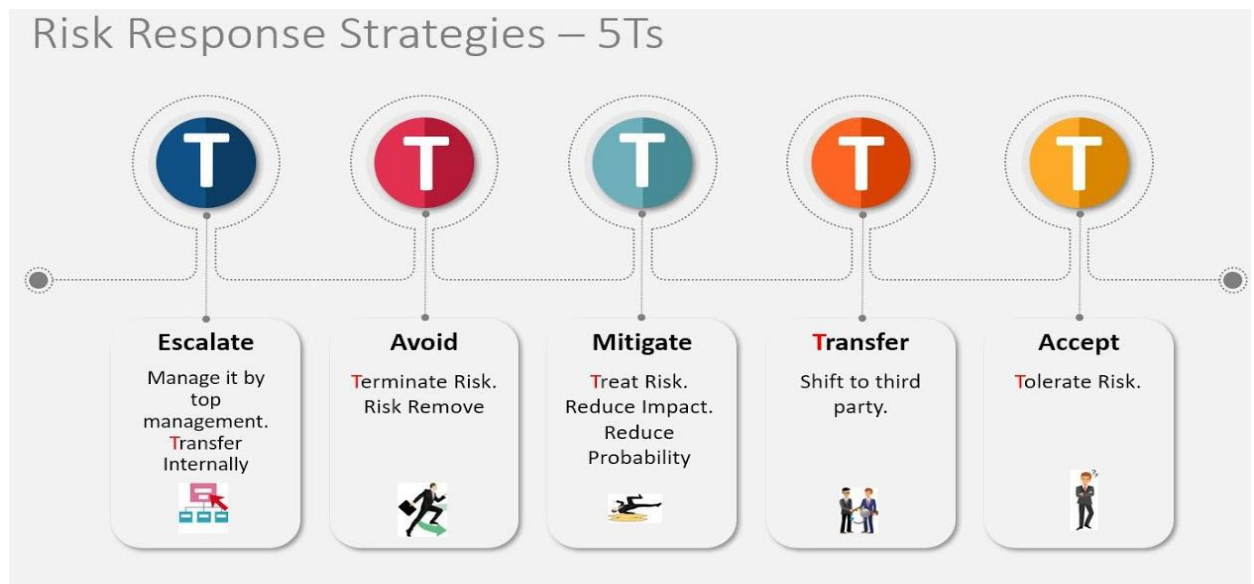 Risk Response Strategies – 5Ts
T
T
T
T
T
Escalate
Manage it by
top
management.
Transfer
Internally
Avoid
Terminate Risk.
Risk Remove
Mitigate
Treat Risk.
Reduce Impact.
Reduce
Probability
Transfer
Shift to third
party.
Accept
Tolerate Risk.